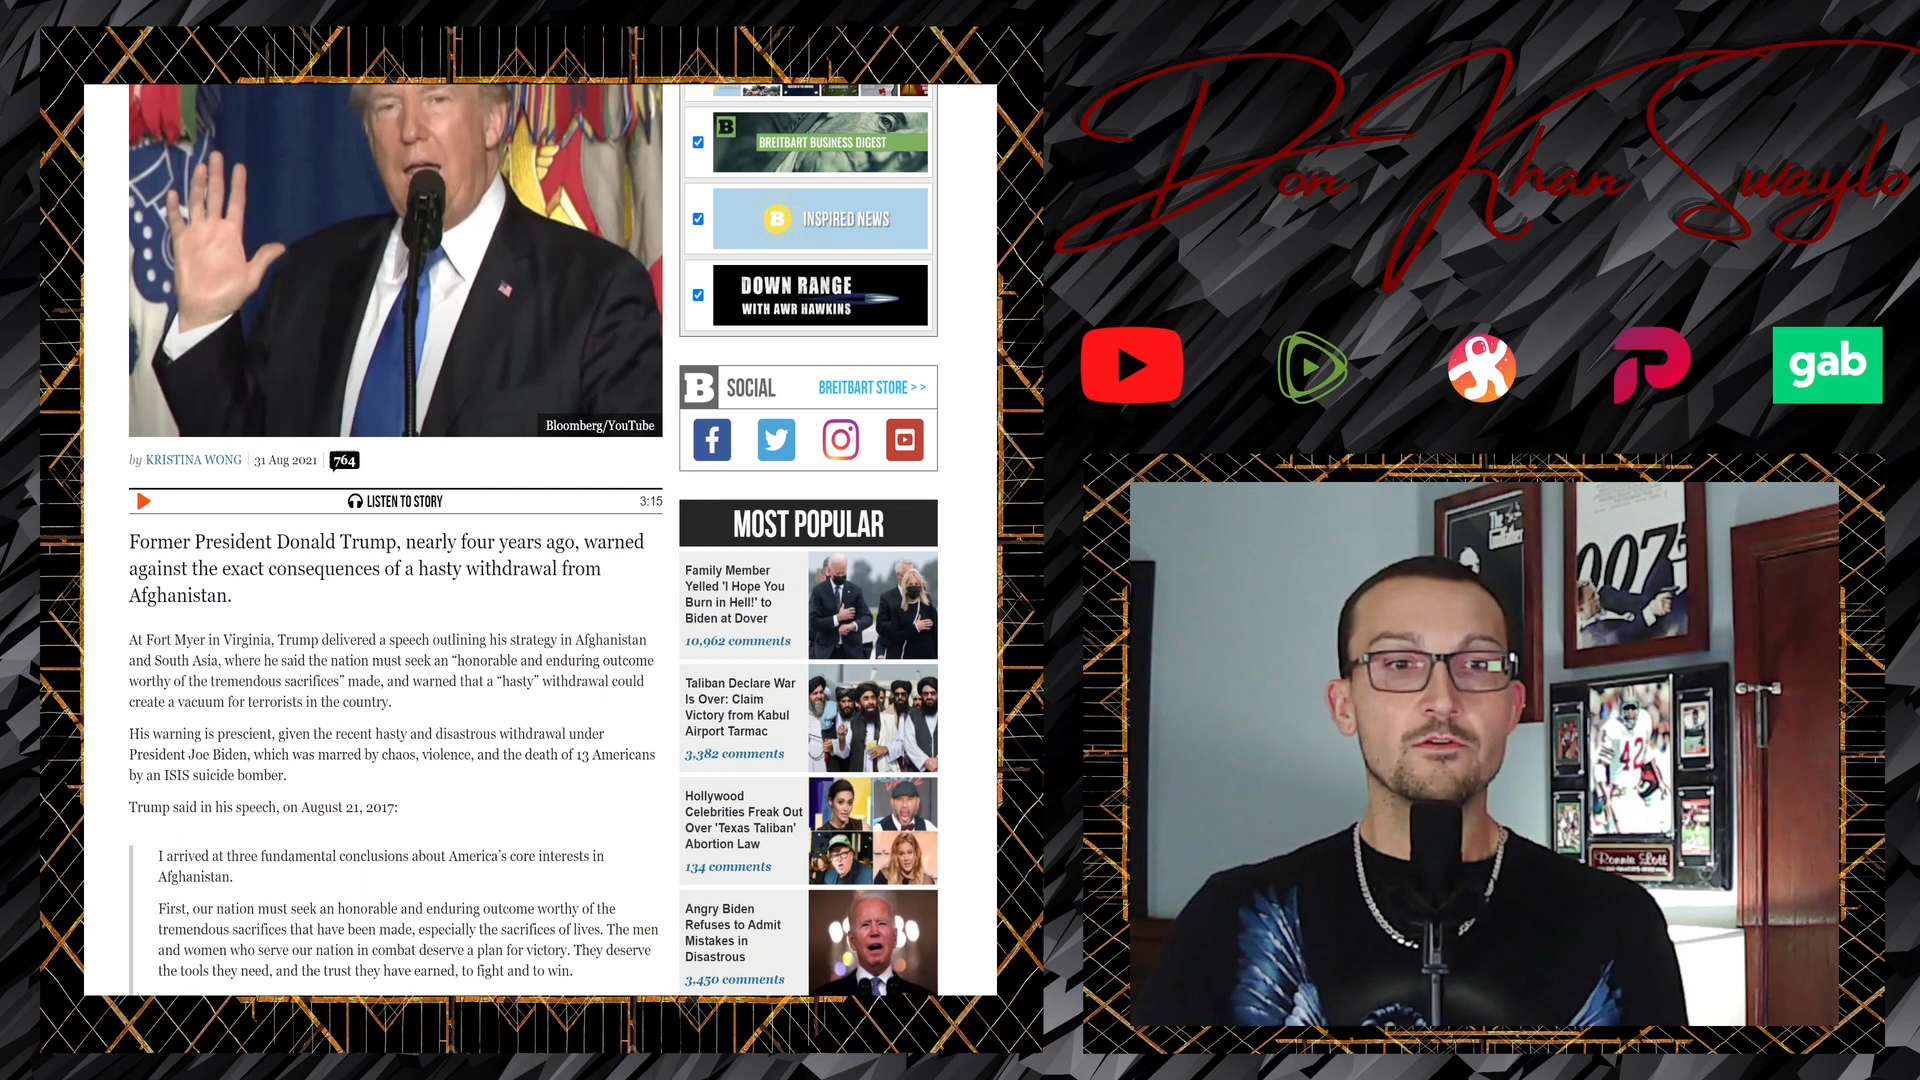 Bloomberg/YouTube
by KRISTINA WONG 31 Aug 2021 764
LISTEN TO STORY 3:15
Former President Donald Trump, nearly four years ago, warned
against the exact consequences of a hasty withdrawal from
Afghanistan.
At Fort Myer in Virginia, Trump delivered a speech outlining his strategy in Afghanistan
and South Asia, where he said the nation must seek an “honorable and enduring outcome
worthy of the tremendous sacrifices” made, and warned that a “hasty” withdrawal could
create a vacuum for terrorists in the country.
His warning is prescient, given the recent hasty and disastrous withdrawal under
President Joe Biden, which was marred by chaos, violence, and the death of 13 Americans
by an ISIS suicide bomber.
Trump said in his speech, on August 21, 2017:
I arrived at three fundamental conclusions about America’s core interests in
Afghanistan.
First, our nation must seek an honorable and enduring outcome worthy of the
tremendous sacrifices that have been made, especially the sacrifices of lives. The men
and women who serve our nation in combat deserve a plan for victory. They deserve
the tools they need, and the trust they have earned, to fight and to win.
B
BREITBART BUSINESS DIGEST
B INSPIRED NEWS
DOWN RANGE
WITH AWR HAWKINS
B SOCIAL BREITBART STORE > >
MOST POPULAR
Family Member
Yelled 'I Hope You
Burn in Hell!' to
Biden at Dover
10,962 comments
Taliban Declare War
Is Over: Claim
Victory from Kabul
Airport Tarmac
3,382 comments
Hollywood
Celebrities Freak Out
Over 'Texas Taliban'
Abortion Law
134 comments
Angry Biden
Refuses to Admit
Mistakes in
Disastrous
3,450 comments
Don Khan Swaylo
gab
The
Godfather
007
42
Ronnie Lott